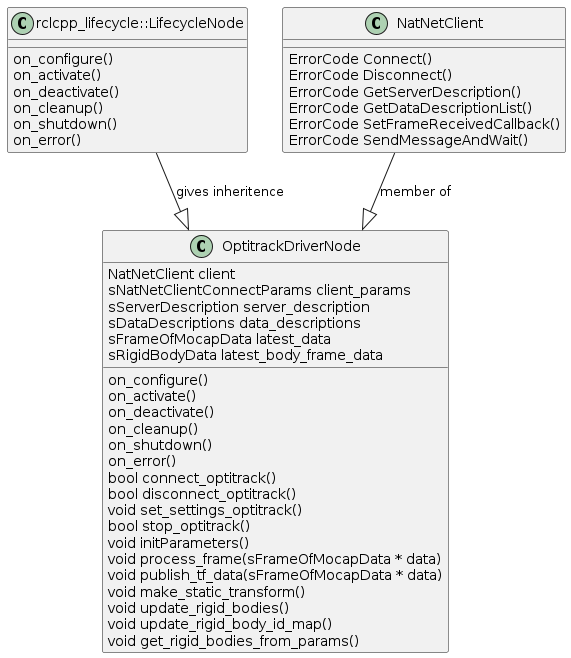 C rclcpp_lifecycle::LifecycleNode
on_configure()
on_activate()
on_deactivate()
on_cleanup()
on_shutdown()
on_error()
C NatNetClient
ErrorCode Connect()
ErrorCode Disconnect()
ErrorCode GetServerDescription()
ErrorCode GetDataDescriptionList()
ErrorCode SetFrameReceivedCallback()
ErrorCode SendMessageAndWait()
gives inheritence
member of
C OptitrackDriverNode
NatNetClient client
sNatNetClientConnectParams client_params
sServerDescription server_description
sDataDescriptions data_descriptions
sFrameOfMocapData latest_data
sRigidBodyData latest_body_frame_data
on_configure()
on_activate()
on_deactivate()
on_cleanup()
on_shutdown()
on_error()
bool connect_optitrack()
bool disconnect_optitrack()
void set_settings_optitrack()
bool stop_optitrack()
void initParameters()
void process_frame(sFrameOfMocapData * data)
void publish_tf_data(sFrameOfMocapData * data)
void make_static_transform()
void update_rigid_bodies()
void update_rigid_body_id_map()
void get_rigid_bodies_from_params()